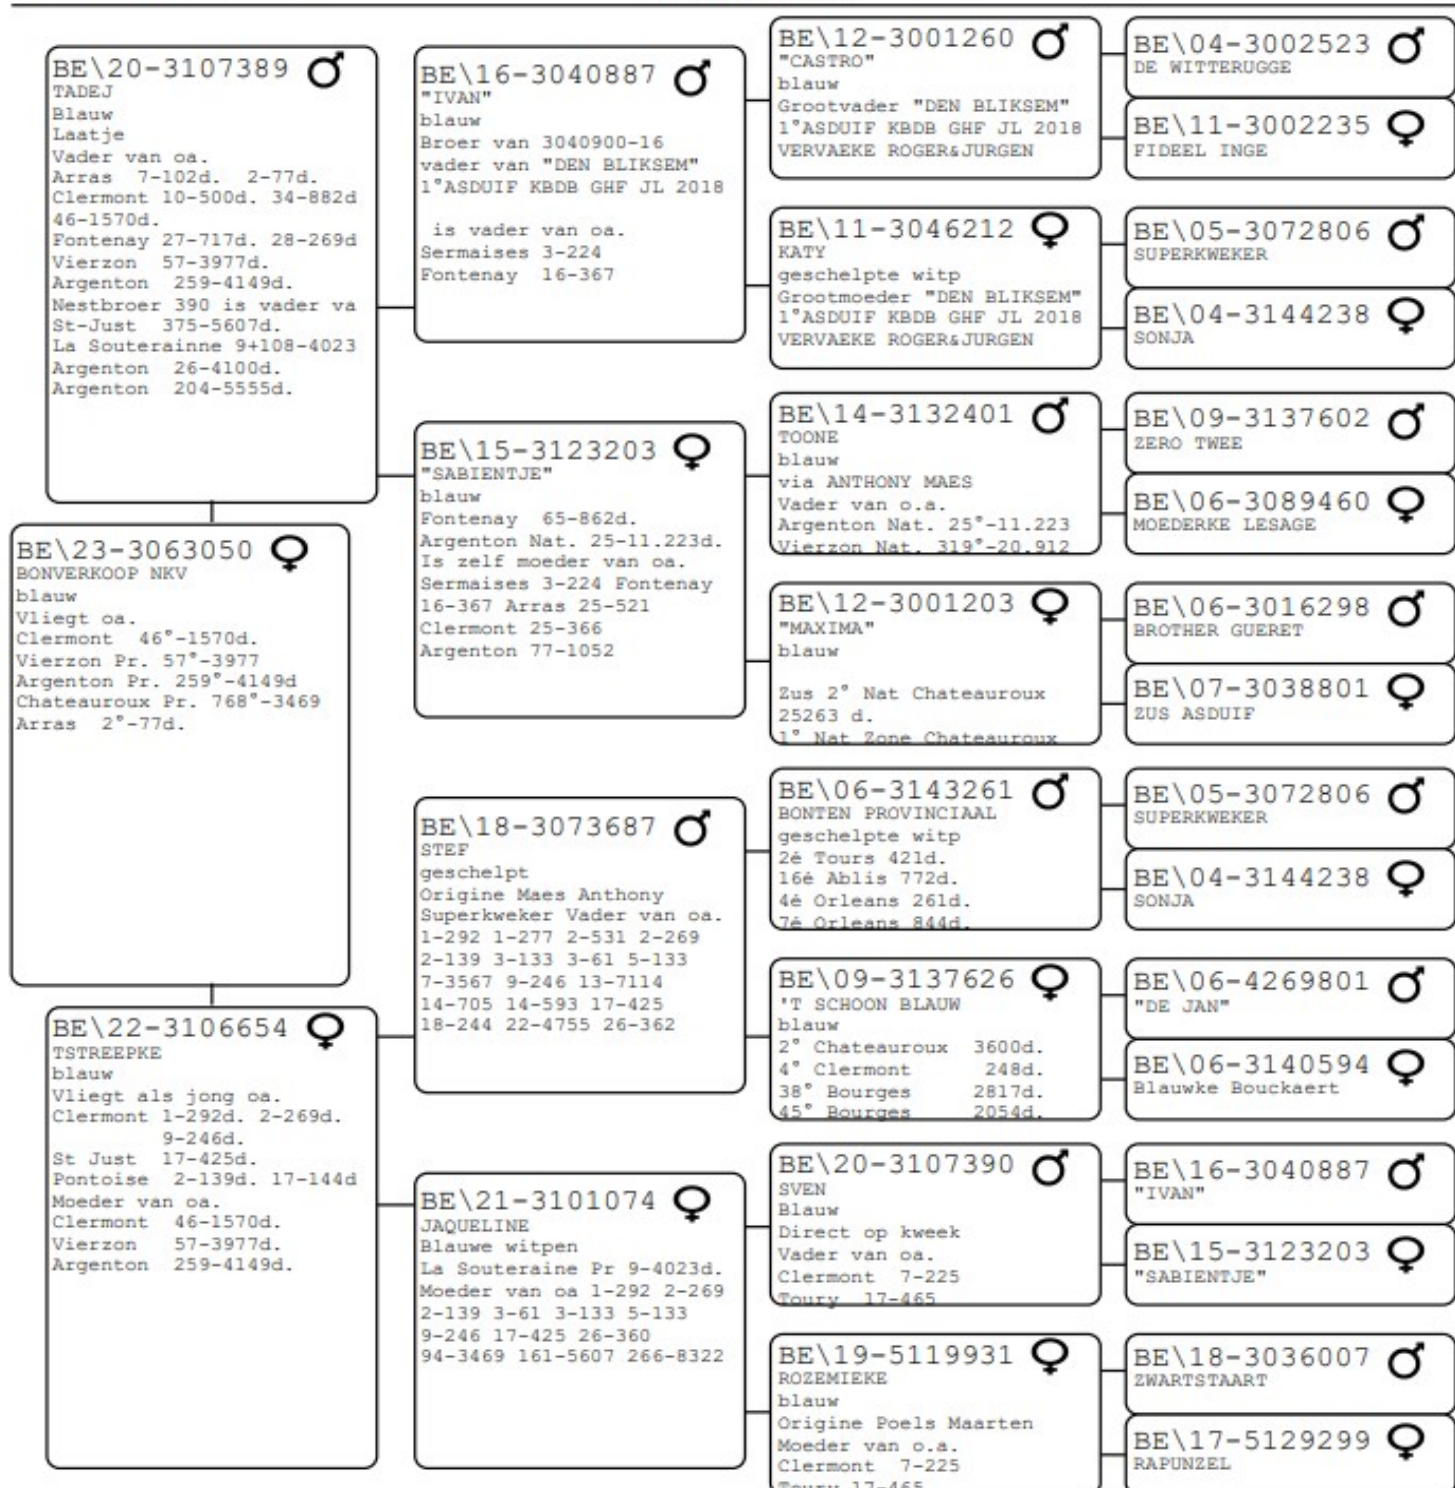 BE\20-3107389 ♂
TADEJ
Blauw
Laatje
Vader van oa.
Arras 7-102d. 2-77d.
Clermont 10-500d. 34-882d
46-1570d.
Fontenay 27-717d. 28-269d
Vierzon 57-3977d.
Argenton 259-4149d.
Nestbroer 390 is vader va
St-Just 375-5607d.
La Souterainne 9+108-4023
Argenton 26-4100d.
Argenton 204-5555d.
BE\23-3063050 ♀
BONVERKOOP NKV
blauw
Vliegt oa.
Clermont 46°-1570d.
Vierzon Pr. 57°-3977
Argenton Pr. 259°-4149d
Chateauroux Pr. 768°-3469
Arras 2°-77d.
BE\22-3106654 ♀
TSTREEPKE
blauw
Vliegt als jong oa.
Clermont 1-292d. 2-269d.
9-246d.
St Just 17-425d.
Pontoise 2-139d. 17-144d
Moeder van oa.
Clermont 46-1570d.
Vierzon 57-3977d.
Argenton 259-4149d.
BE\16-3040887 ♂
"IVAN"
blauw
Broer van 3040900-16
vader van "DEN BLIKSEM"
1°ASDUIF KBDB GHF JL 2018
is vader van oa.
Sermaises 3-224
Fontenay 16-367
BE\15-3123203 ♀
"SABIENTJE"
blauw
Fontenay 65-862d.
Argenton Nat. 25-11.223d.
Is zelf moeder van oa.
Sermaises 3-224 Fontenay
16-367 Arras 25-521
Clermont 25-366
Argenton 77-1052
BE\18-3073687 ♂
STEF
geschelpt
Origine Maes Anthony
Superkweker Vader van oa.
1-292 1-277 2-531 2-269
2-139 3-133 3-61 5-133
7-3567 9-246 13-7114
14-705 14-593 17-425
18-244 22-4755 26-362
BE\21-3101074 ♀
JAQUELINE
Blauwe witpen
La Souteraine Pr 9-4023d.
Moeder van oa 1-292 2-269
2-139 3-61 3-133 5-133
9-246 17-425 26-360
94-3469 161-5607 266-8322
BE\12-3001260 ♂
"CASTRO"
blauw
Grootvader "DEN BLIKSEM"
1°ASDUIF KBDB GHF JL 2018
VERVAEKE ROGER&JURGEN
BE\11-3046212 ♀
KATY
geschelpte witp
Grootmoeder "DEN BLIKSEM"
1°ASDUIF KBDB GHF JL 2018
VERVAEKE ROGER&JURGEN
BE\14-3132401 ♂
TOONE
blauw
via ANTHONY MAES
Vader van o.a.
Argenton Nat. 25°-11.223
Vierzon Nat. 319°-20.912
BE\12-3001203 ♀
"MAXIMA"
blauw
Zus 2° Nat Chateauroux
25263 d.
1° Nat Zone Chateauroux
BE\06-3143261 ♂
BONTEN PROVINCIAAL
geschelpte witp
2é Tours 421d.
16é Ablis 772d.
4é Orleans 261d.
7é Orleans 844d.
BE\09-3137626 ♀
'T SCHOON BLAUW
blauw
2° Chateauroux 3600d.
4° Clermont 248d.
38° Bourges 2817d.
45° Bourges 2054d.
BE\20-3107390 ♂
SVEN
Blauw
Direct op kweek
Vader van oa.
Clermont 7-225
Toury 17-465
BE\19-5119931 ♀
ROZEMIEKE
blauw
Origine Poels Maarten
Moeder van o.a.
Clermont 7-225
Toury 17-465
BE\04-3002523 ♂
DE WITTERUGGE
BE\11-3002235 ♀
FIDEEL INGE
BE\05-3072806 ♂
SUPERKWEKER
BE\04-3144238 ♀
SONJA
BE\09-3137602 ♂
ZERO TWEE
BE\06-3089460 ♀
MOEDERKE LESAGE
BE\06-3016298 ♂
BROTHER GUERET
BE\07-3038801 ♀
ZUS ASDUIF
BE\05-3072806 ♂
SUPERKWEKER
BE\04-3144238 ♀
SONJA
BE\06-4269801 ♂
"DE JAN"
BE\06-3140594 ♀
Blauwke Bouckaert
BE\16-3040887 ♂
"IVAN"
BE\15-3123203 ♀
"SABIENTJE"
BE\18-3036007 ♂
ZWARTSTAART
BE\17-5129299 ♀
RAPUNZEL